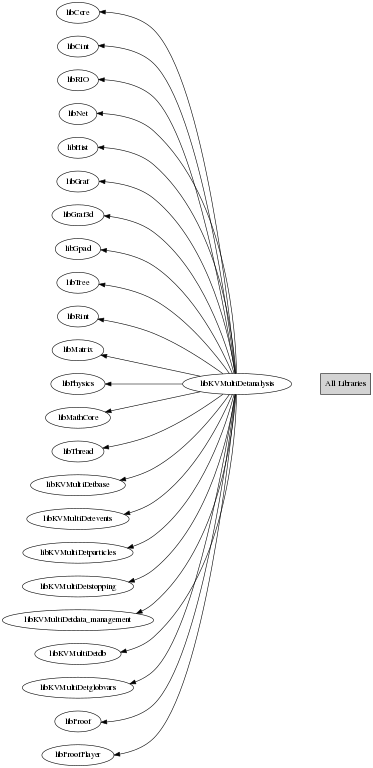 libCore
libCint
libRIO
libNet
libHist
libGraf
libGraf3d
libGpad
libTree
libRint
libMatrix
libPhysics
libKVMultiDetanalysis
All Libraries
libMathCore
libThread
libKVMultiDetbase
libKVMultiDetevents
libKVMultiDetparticles
libKVMultiDetstopping
libKVMultiDetdata_management
libKVMultiDetdb
libKVMultiDetglobvars
libProof
libProofPlayer